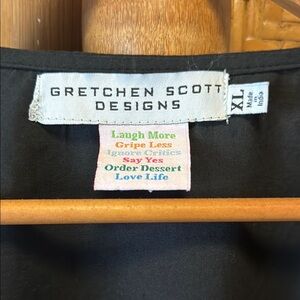 GRETCHEN SCOTT
DESIGNS
XL
Made
in
India
Laugh More
Gripe Less
Ignore Critics
Say Yes
Order Dessert
Love Life